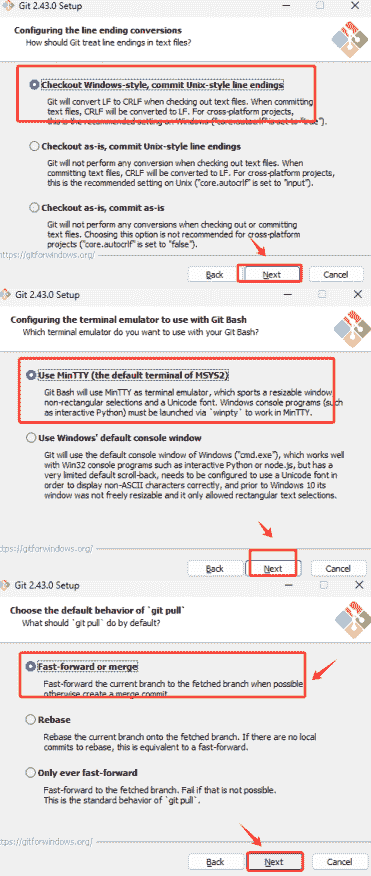 Git 2.43.0 Setup
Configuring the line ending conversions
How should Git treat line endings in text files?
Checkout Windows-style, commit Unix-style line endings
Git will convert LF to CRLF when checking out text files. When committing
text files, CRLF will be converted to LF. For cross-platform projects,
this is the recommended setting on Windows ("core.autocrlf" is set to "true").
Checkout as-is, commit Unix-style line endings
Git will not perform any conversion when checking out text files. When
committing text files, CRLF will be converted to LF. For cross-platform projects,
this is the recommended setting on Unix ("core.autocrlf" is set to "input").
Checkout as-is, commit as-is
Git will not perform any conversions when checking out or committing
text files. Choosing this option is not recommended for cross-platform
projects ("core.autocrlf" is set to "false").
https://gitforwindows.org/
Back Next Cancel
Git 2.43.0 Setup
Configuring the terminal emulator to use with Git Bash
Which terminal emulator do you want to use with your Git Bash?
Use MinTTY (the default terminal of MSYS2)
Git Bash will use MinTTY as terminal emulator, which sports a resizable window
non-rectangular selections and a Unicode font. Windows console programs (such
as interactive Python) must be launched via `winpty` to work in MinTTY.
Use Windows' default console window
Git will use the default console window of Windows ("cmd.exe"), which works well
with Win32 console programs such as interactive Python or node.js, but has a
very limited default scroll-back, needs to be configured to use a Unicode font in
order to display non-ASCII characters correctly, and prior to Windows 10 its
window was not freely resizable and it only allowed rectangular text selections.
ttps://gitforwindows.org/
Back Next Cancel
Git 2.43.0 Setup
Choose the default behavior of `git pull`
What should `git pull` do by default?
Fast-forward or merge
Fast-forward the current branch to the fetched branch when possible
otherwise create a merge commit
Rebase
Rebase the current branch onto the fetched branch. If there are no local
commits to rebase, this is equivalent to a fast-forward.
Only ever fast-forward
Fast-forward to the fetched branch. Fail if that is not possible.
This is the standard behavior of `git pull`.
ttps://gitforwindows.org/
Back Next Cancel